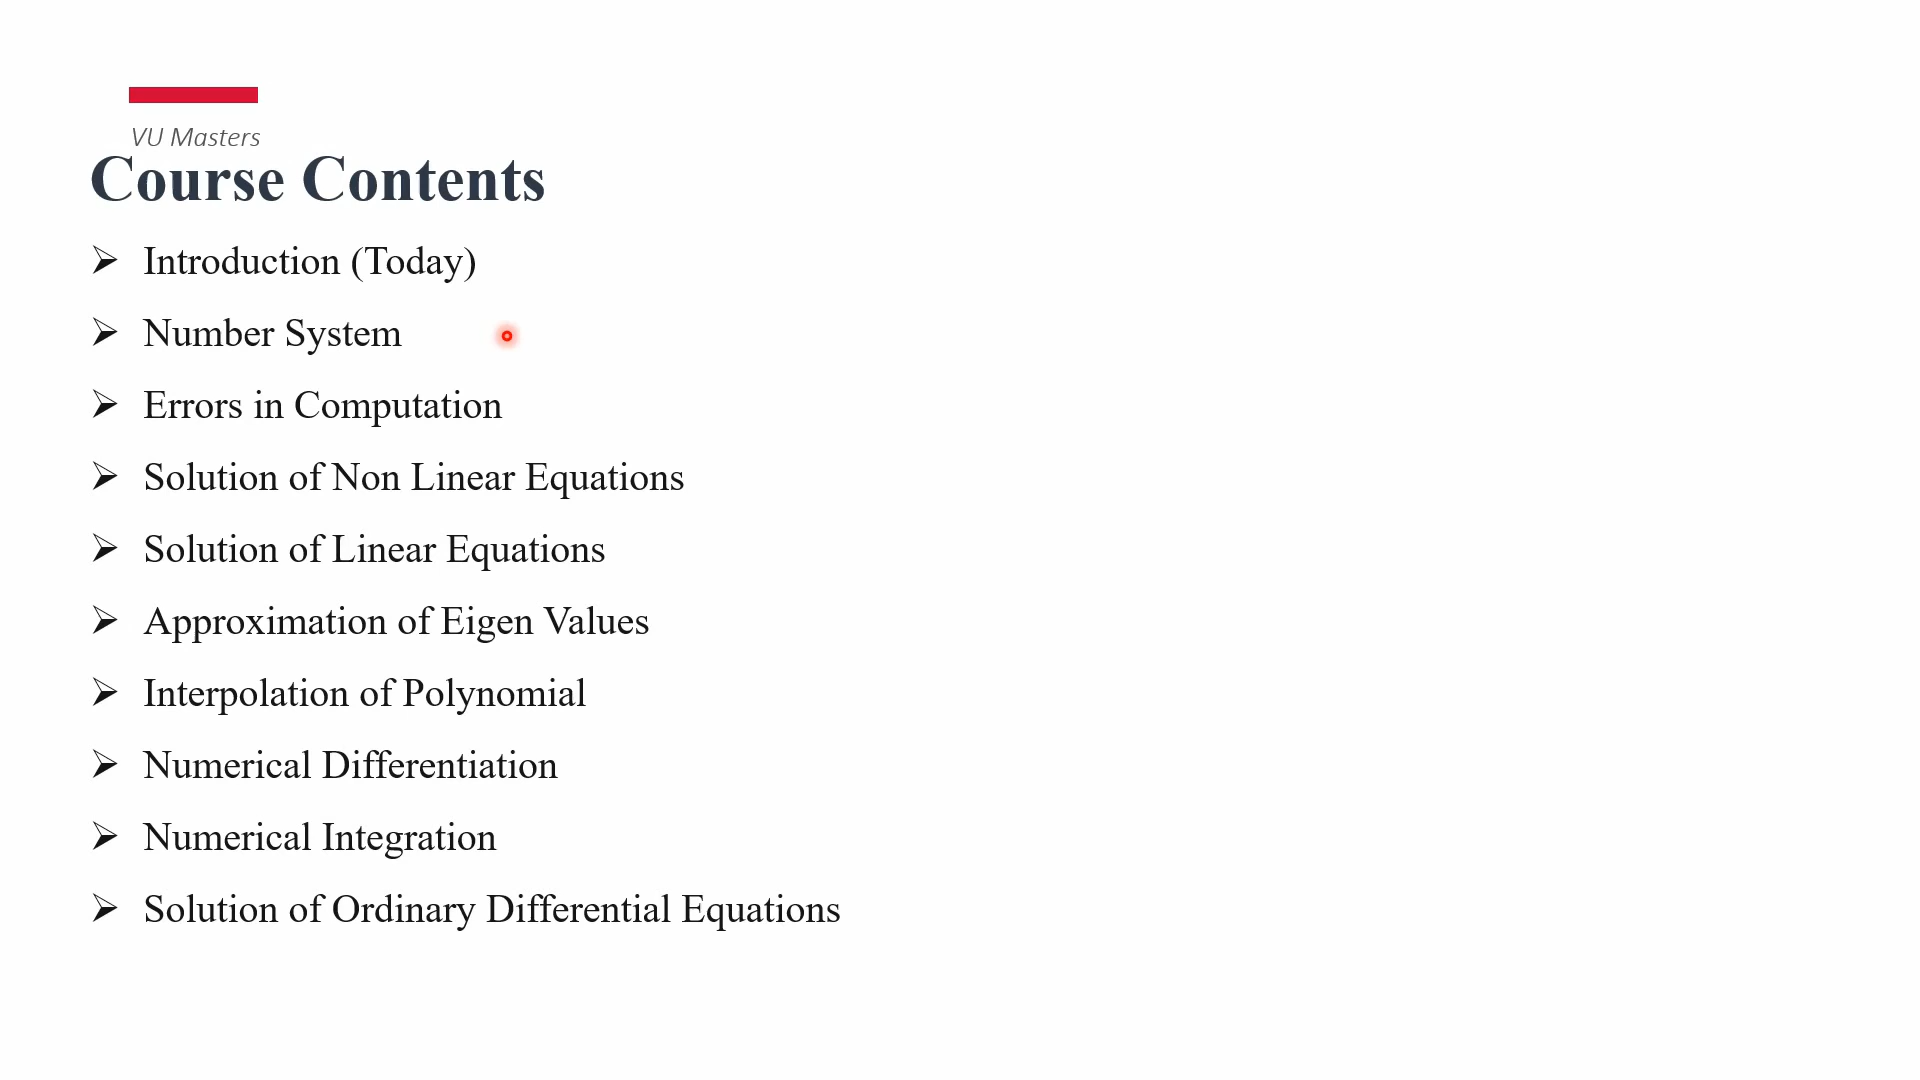 VU Masters
Course Contents
Introduction (Today)
Number System
Errors in Computation
Solution of Non Linear Equations
Solution of Linear Equations
Approximation of Eigen Values
Interpolation of Polynomial
Numerical Differentiation
Numerical Integration
Solution of Ordinary Differential Equations